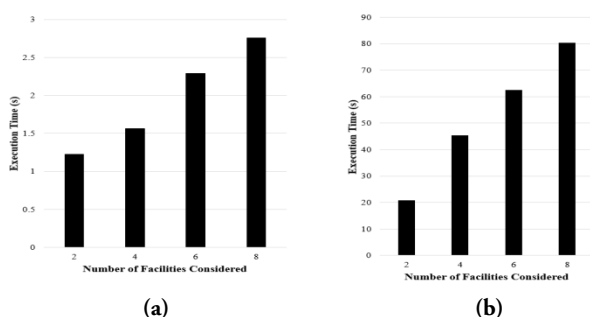 3
2.5
2
1.5
1
0.5
0
Execution Time (s)
2 4 6 8
Number of Facilities Considered
(a)
90
80
70
60
50
40
30
20
10
0
Execution Time (s)
2 4 6 8
Number of Facilities Considered
(b)